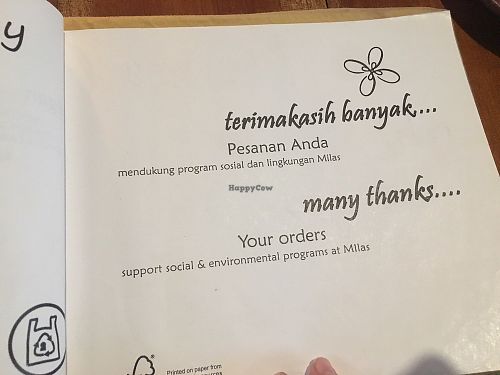 y
terimakasih banyak....
Pesanan Anda
mendukung program sosial dan lingkungan MIlas
HappyCow
many thanks....
Your orders
support social & environmental programs at MIlas
Printed on paper from